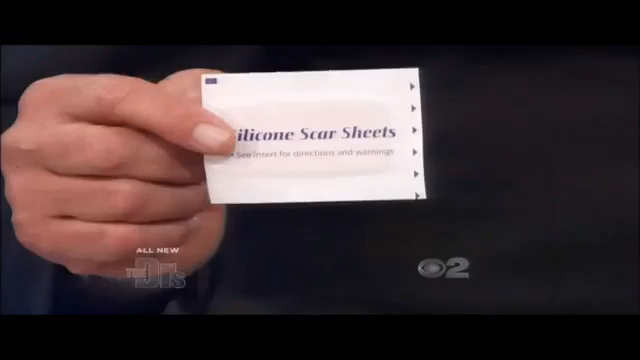 ilicone Scar Sheets
• See Insert for directions and warnings
ALL NEW
THE DRs
2